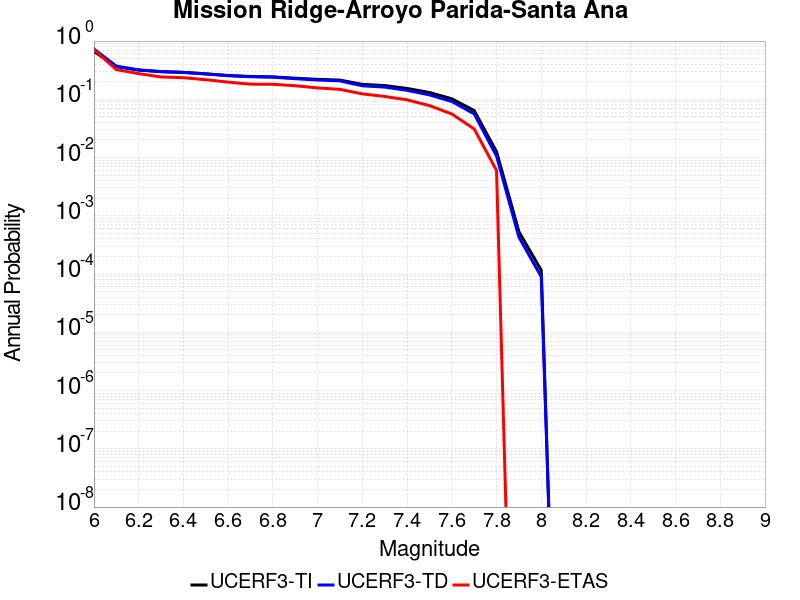 Mission Ridge-Arroyo Parida-Santa Ana
10^0
10^-1
10^-2
10^-3
10^-4
10^-5
10^-6
10^-7
10^-8
Annual Probability
6 6.2 6.4 6.6 6.8 7 7.2 7.4 7.6 7.8 8 8.2 8.4 8.6 8.8 9
Magnitude
UCERF3-TI UCERF3-TD UCERF3-ETAS